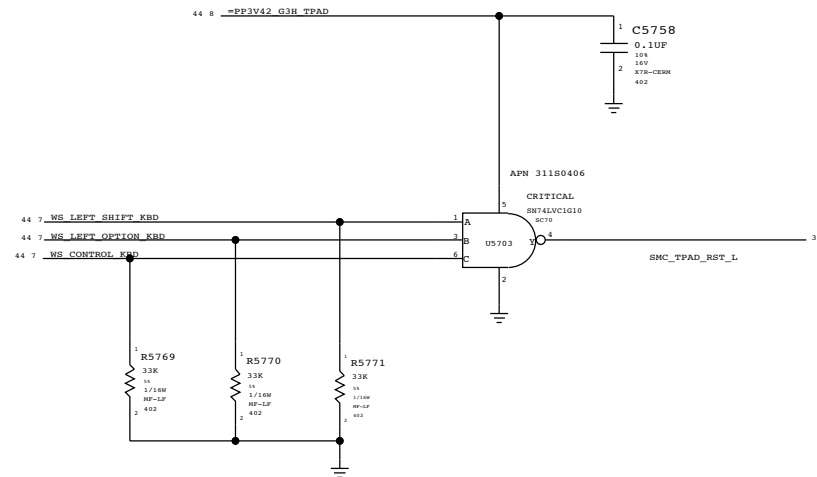 44 8 =PP3V42_G3H_TPAD
1 C5758
0.1UF
10%
16V
2 X7R-CERM
402
APN 311S0406
5 CRITICAL
SN74LVC1G10
SC70
44 7 WS_LEFT_SHIFT_KBD 1 A
44 7 WS_LEFT_OPTION_KBD 3 B U5703 Y 4 3
44 7 WS_CONTROL_KBD 6 C SMC_TPAD_RST_L
2
1 R5769
33K
5%
1/16W
MF-LF
2 402
1 R5770
33K
5%
1/16W
MF-LF
402
2
1 R5771
33K
5%
1/16W
MF-LF
402
2